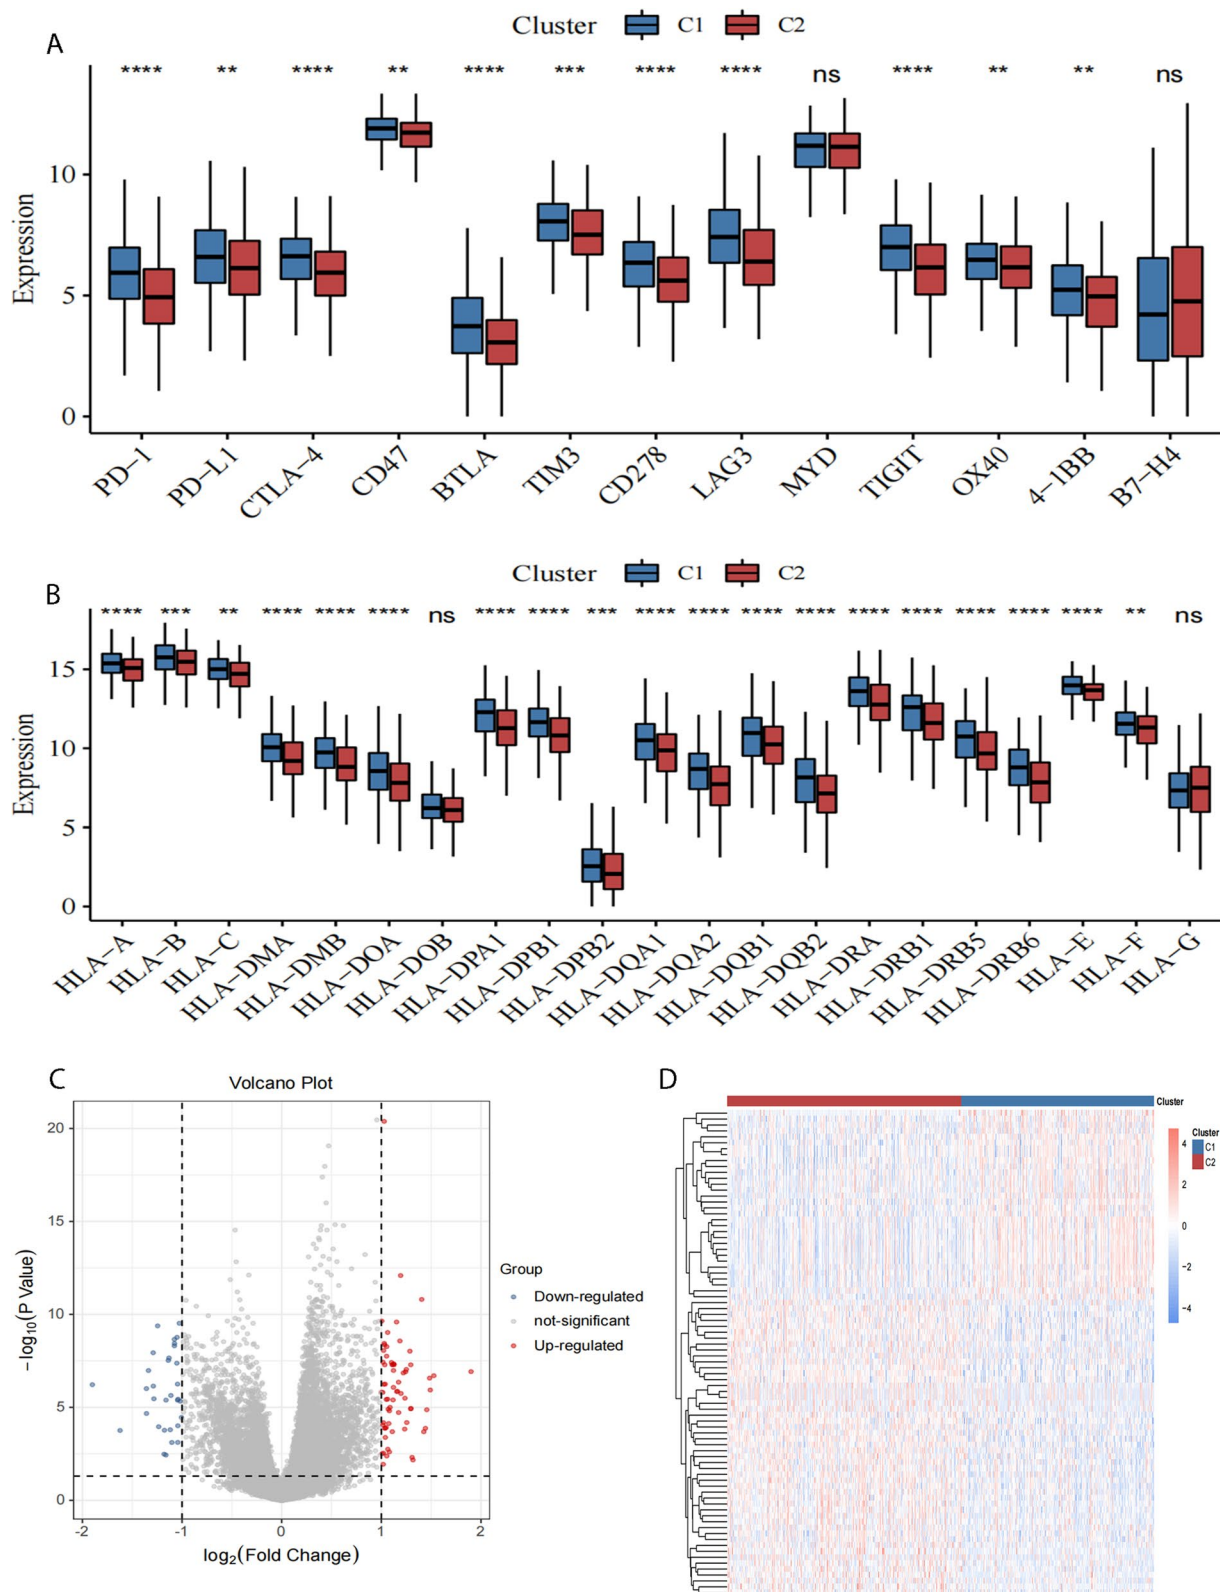 Cluster C1 C2
A
**** ** **** ** **** *** **** **** ns **** ** ** ns
Expression
10
5
0
PD-1 PD-L1 CTLA-4 CD47 BTLA TIM3 CD278 LAG3 MYD TIGIT OX40 4-1BB B7-H4
Cluster C1 C2
B
**** *** ** **** **** **** ns **** **** *** **** **** **** **** **** **** **** **** **** ** ns
Expression
15
10
5
0
HLA-A HLA-B HLA-C HLA-DMA HLA-DMB HLA-DOA HLA-DOB HLA-DPA1 HLA-DPB1 HLA-DPB2 HLA-DQA1 HLA-DQA2 HLA-DQB1 HLA-DQB2 HLA-DRA HLA-DRB1 HLA-DRB5 HLA-DRB6 HLA-E HLA-F HLA-G
C
Volcano Plot
−log10(P Value)
20
15
10
5
0
-2 -1 0 1 2
log2(Fold Change)
Group
Down-regulated
not-significant
Up-regulated
D
Cluster
4
2
0
−2
−4
Cluster
C1
C2